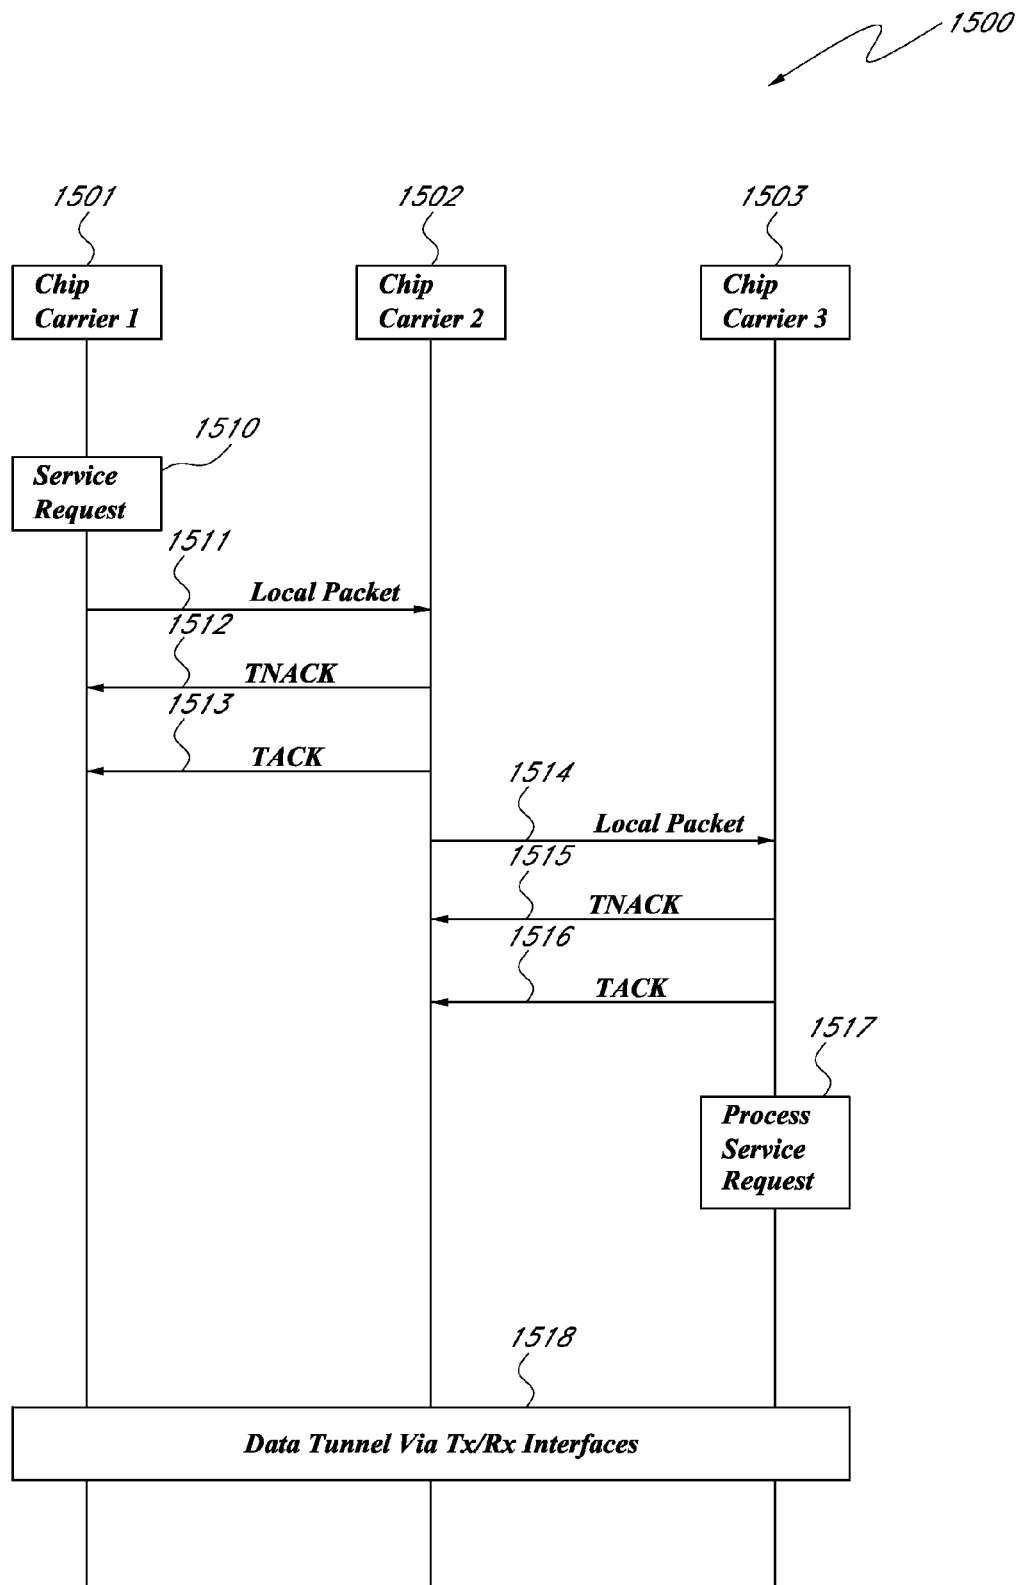 1500
1501
1502
1503
Chip
Carrier 1
Chip
Carrier 2
Chip
Carrier 3
1510
Service
Request
1511
Local Packet
1512
TNACK
1513
TACK
1514
Local Packet
1515
TNACK
1516
TACK
1517
Process
Service
Request
1518
Data Tunnel Via Tx/Rx Interfaces